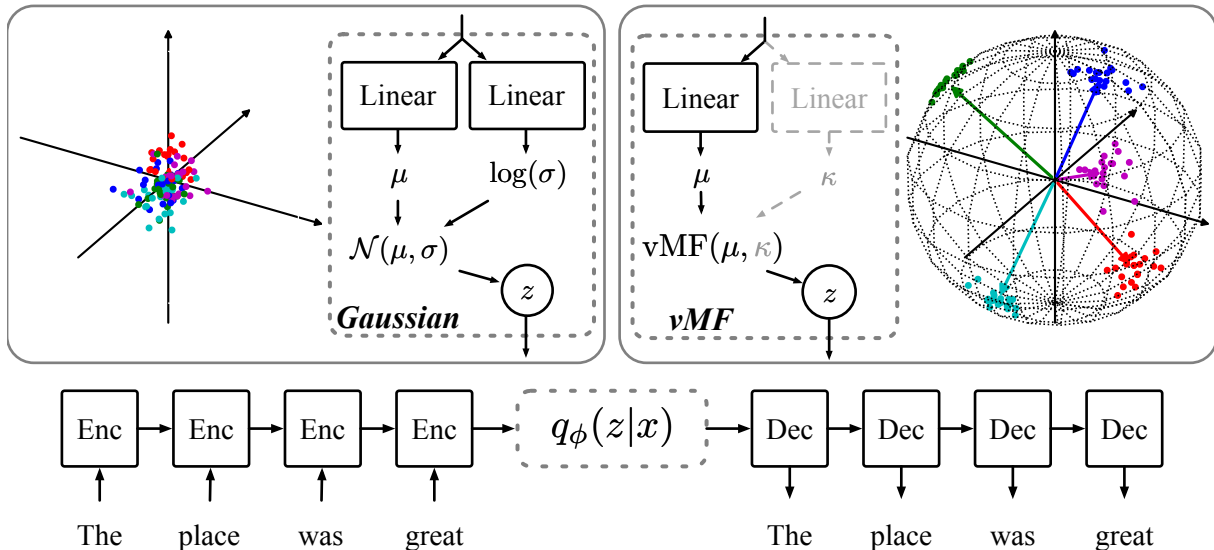 Linear Linear Linear Linear
μ log(σ) μ κ
𝒩(μ, σ) vMF(μ, κ)
z z
Gaussian vMF
Enc Enc Enc Enc q_ϕ(z|x) Dec Dec Dec Dec
The place was great The place was great